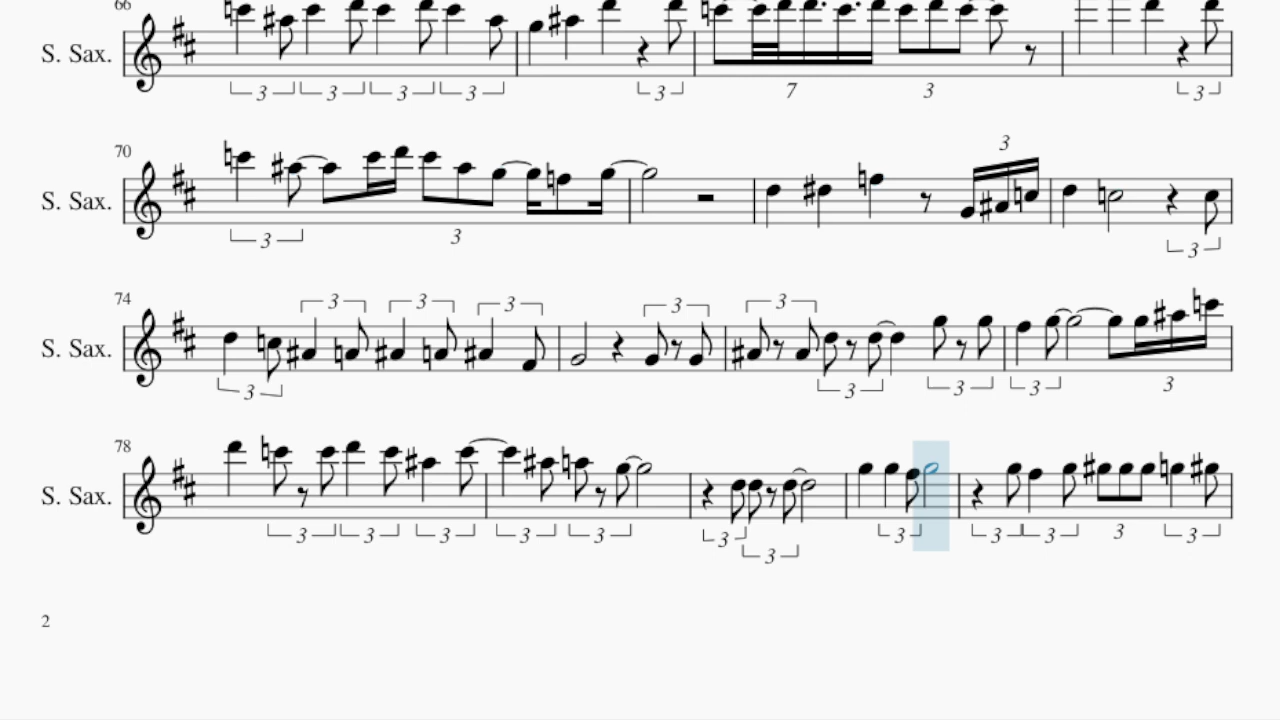 66
S. Sax.
3 3 3 3 3 7 3 3
70
3
S. Sax.
3 3 3
74
3 3 3 3 3
S. Sax.
3 3 3 3 3
78
S. Sax.
3 3 3 3 3 3 3 3 3 3 3 3
2